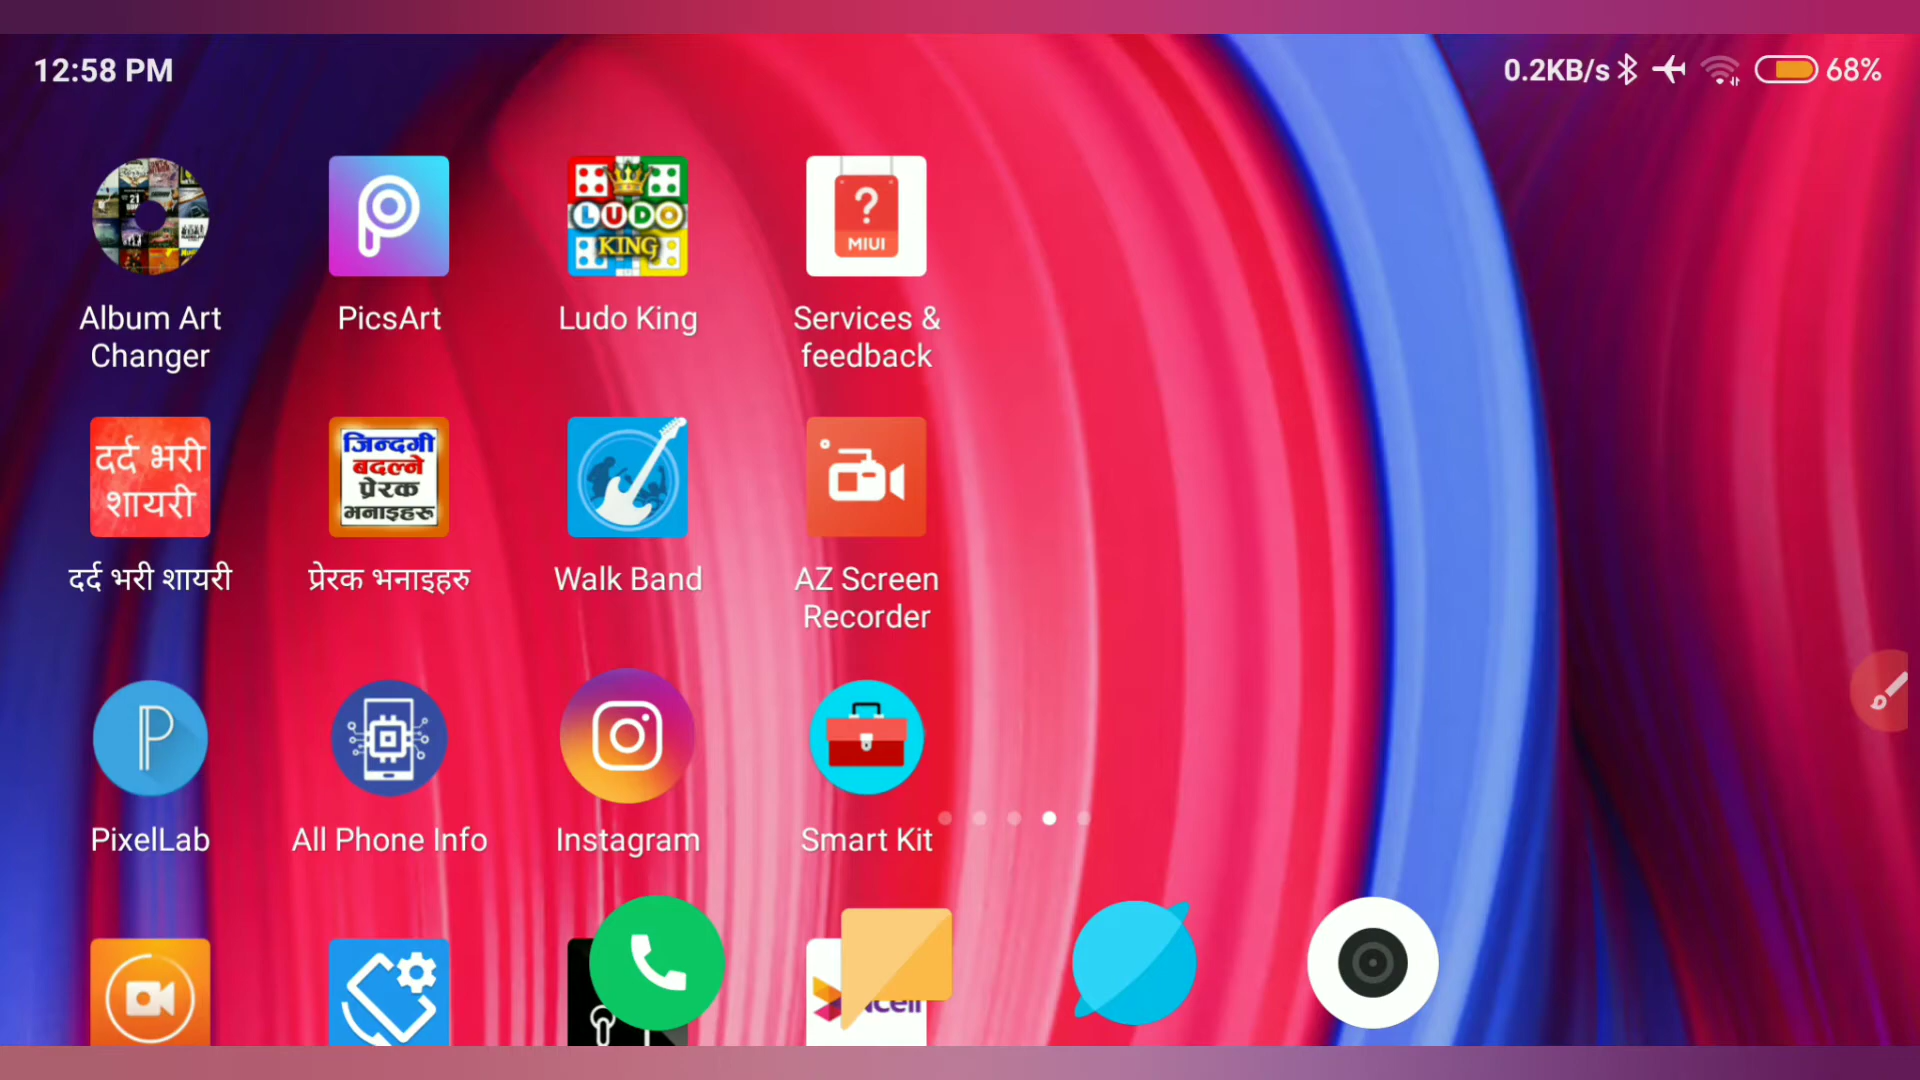 12:58 PM
0.2KB/s 68%
LUDO
KING
?
MIUI
Album Art
Changer
PicsArt
Ludo King
Services &
feedback
दर्द भरी
शायरी
जिन्दगी
बदल्ने
प्रेरक
भनाइहरू
दर्द भरी शायरी
प्रेरक भनाइहरु
Walk Band
AZ Screen
Recorder
PixelLab
All Phone Info
Instagram
Smart Kit